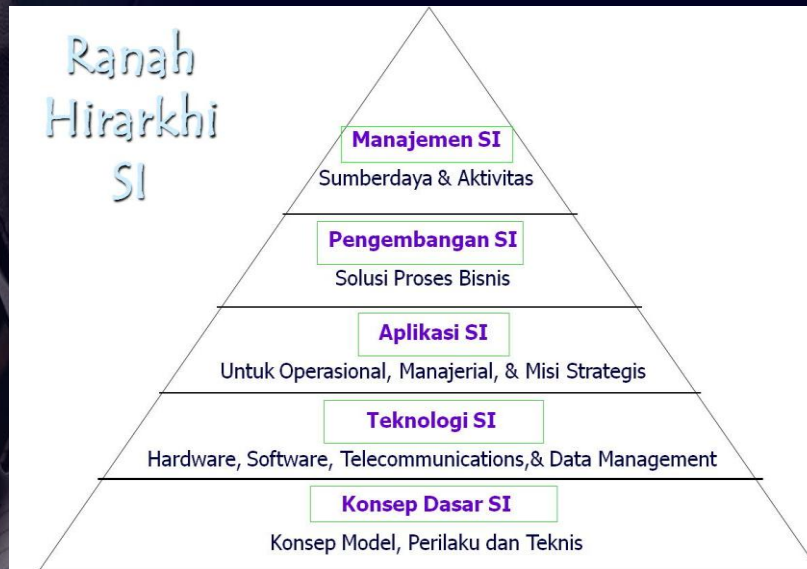 Ranah
Hirarkhi
SI
Manajemen SI
Sumberdaya & Aktivitas
Pengembangan SI
Solusi Proses Bisnis
Aplikasi SI
Untuk Operasional, Manajerial, & Misi Strategis
Teknologi SI
Hardware, Software, Telecommunications,& Data Management
Konsep Dasar SI
Konsep Model, Perilaku dan Teknis